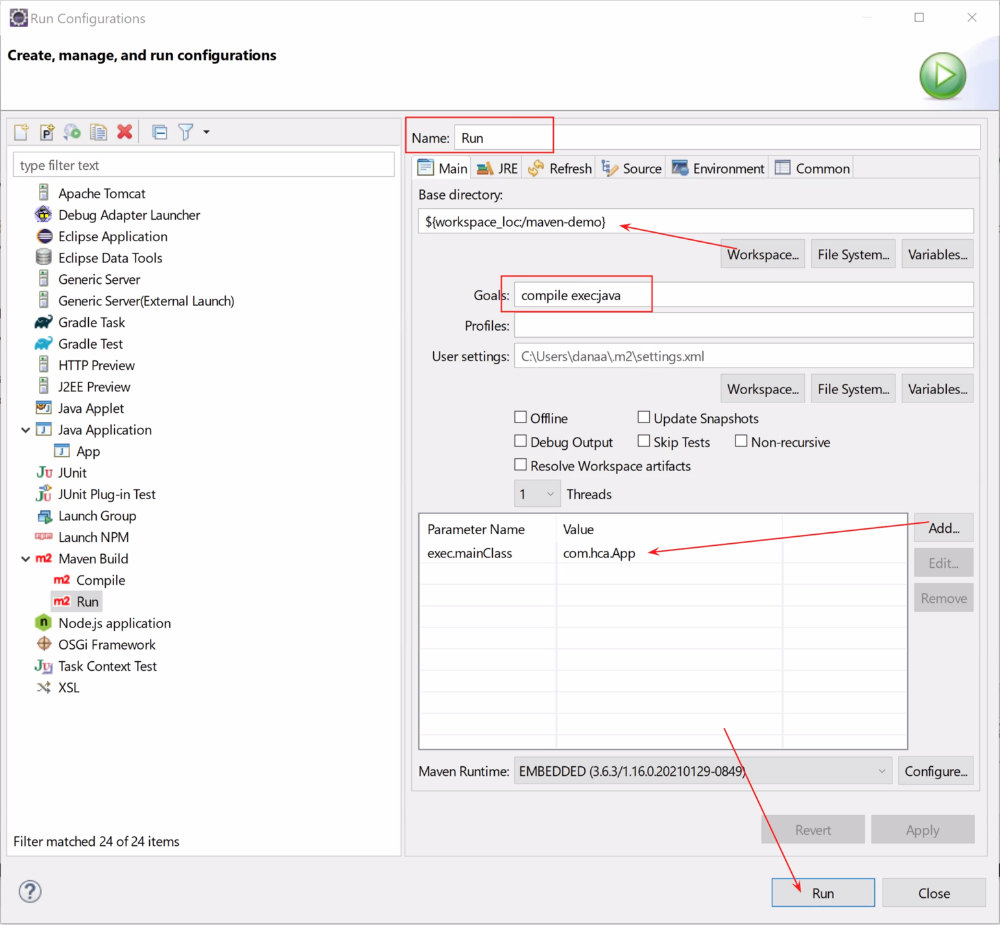 Run Configurations
Create, manage, and run configurations
type filter text
Apache Tomcat
Debug Adapter Launcher
Eclipse Application
Eclipse Data Tools
Generic Server
Generic Server(External Launch)
Gradle Task
Gradle Test
HTTP Preview
J2EE Preview
Java Applet
Java Application
App
Ju JUnit
JUnit Plug-in Test
Launch Group
npm Launch NPM
m2 Maven Build
m2 Compile
m2 Run
n Node.js application
OSGi Framework
Ju Task Context Test
XSL
Filter matched 24 of 24 items
Name: Run
Main JRE Refresh Source Environment Common
Base directory:
${workspace_loc:/maven-demo}
Workspace... File System... Variables...
Goals: compile exec:java
Profiles:
User settings: C:\Users\danaa\.m2\settings.xml
Workspace... File System... Variables...
Offline Update Snapshots
Debug Output Skip Tests Non-recursive
Resolve Workspace artifacts
1 Threads
Parameter Name Value Add...
exec.mainClass com.hca.App
Edit...
Remove
Maven Runtime: EMBEDDED (3.6.3/1.16.0.20210129-0849) Configure...
Revert Apply
? Run Close